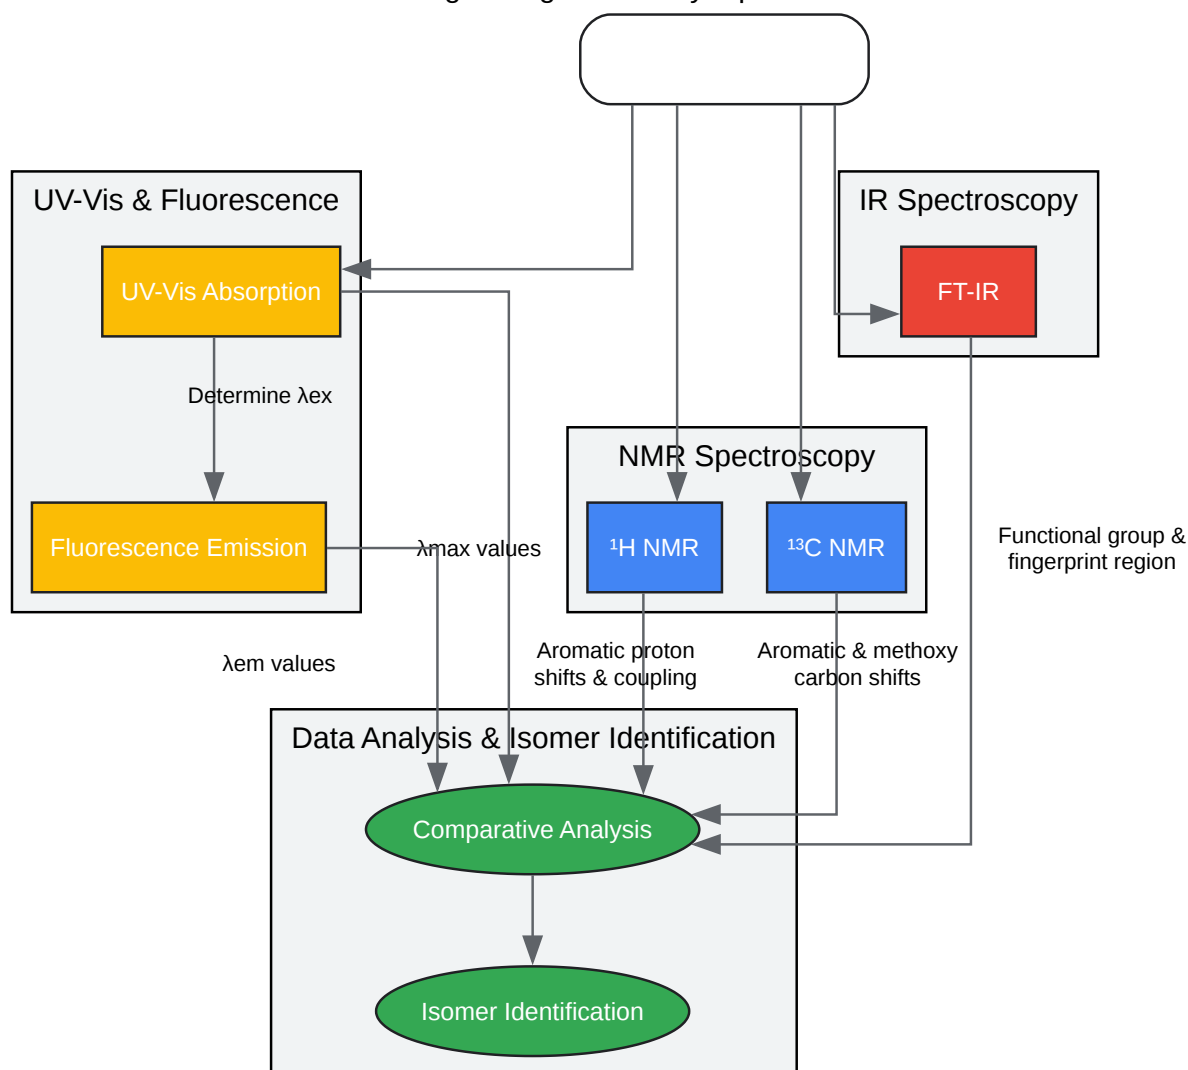 UV-Vis & Fluorescence
IR Spectroscopy
UV-Vis Absorption
FT-IR
Determine λex
NMR Spectroscopy
Fluorescence Emission
λmax values
¹H NMR
¹³C NMR
Functional group &
fingerprint region
λem values
Aromatic proton
shifts & coupling
Aromatic & methoxy
carbon shifts
Data Analysis & Isomer Identification
Comparative Analysis
Isomer Identification